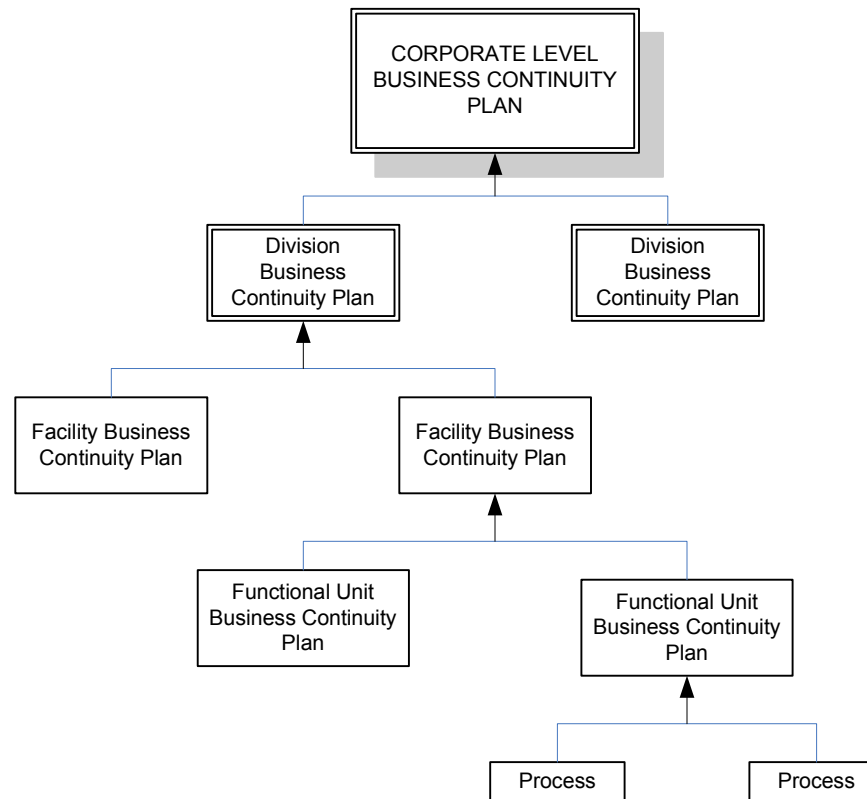 CORPORATE LEVEL
BUSINESS CONTINUITY
PLAN
Division
Business
Continuity Plan
Division
Business
Continuity Plan
Facility Business
Continuity Plan
Facility Business
Continuity Plan
Functional Unit
Business Continuity
Plan
Functional Unit
Business Continuity
Plan
Process
Process